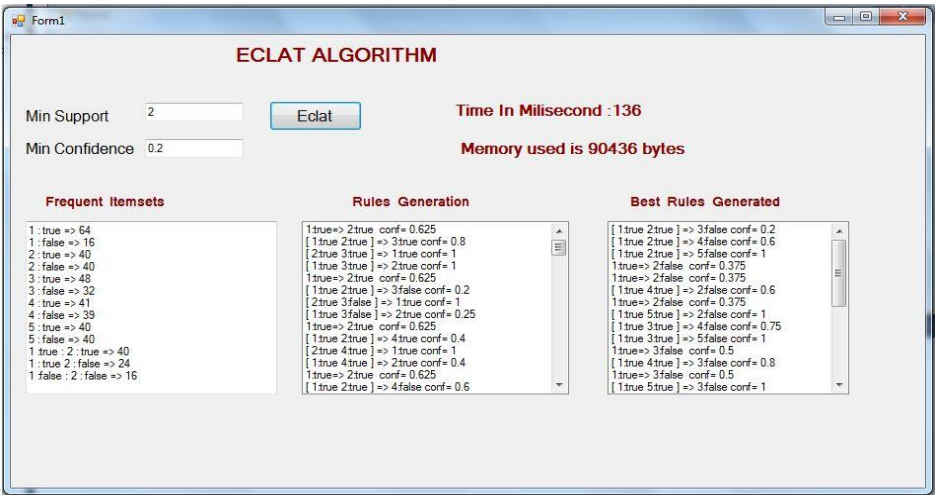 Form1
ECLAT ALGORITHM
Min Support 2 Eclat Time In Milisecond :136
Min Confidence 0.2 Memory used is 90436 bytes
Frequent Itemsets
1 : true => 64
1 : false => 16
2 : true => 40
2 : false => 40
3 : true => 48
3 : false => 32
4 : true => 41
4 : false => 39
5 : true => 40
5 : false => 40
1 :true : 2 : true => 40
1 : true 2 : false => 24
1 :false : 2 : false => 16
Rules Generation
1:true=> 2:true conf= 0.625
[ 1:true 2:true ] => 3:true conf= 0.8
[ 2:true 3:true ] => 1:true conf= 1
[ 1:true 3:true ] => 2:true conf= 1
1:true=> 2:true conf= 0.625
[ 1:true 2:true ] => 3:false conf= 0.2
[ 2:true 3:false ] => 1:true conf= 1
[ 1:true 3:false ] => 2:true conf= 0.25
1:true=> 2:true conf= 0.625
[ 1:true 2:true ] => 4:true conf= 0.4
[ 2:true 4:true ] => 1:true conf= 1
[ 1:true 4:true ] => 2:true conf= 0.4
1:true=> 2:true conf= 0.625
[ 1:true 2:true ] => 4:false conf= 0.6
Best Rules Generated
[ 1:true 2:true ] => 3:false conf= 0.2
[ 1:true 2:true ] => 4:false conf= 0.6
[ 1:true 2:true ] => 5:false conf= 1
1:true=> 2:false conf= 0.375
1:true=> 2:false conf= 0.375
[ 1:true 4:true ] => 2:false conf= 0.6
1:true=> 2:false conf= 0.375
[ 1:true 5:true ] => 2:false conf= 1
[ 1:true 3:true ] => 4:false conf= 0.75
[ 1:true 3:true ] => 5:false conf= 1
1:true=> 3:false conf= 0.5
[ 1:true 4:true ] => 3:false conf= 0.8
1:true=> 3:false conf= 0.5
[ 1:true 5:true ] => 3:false conf= 1